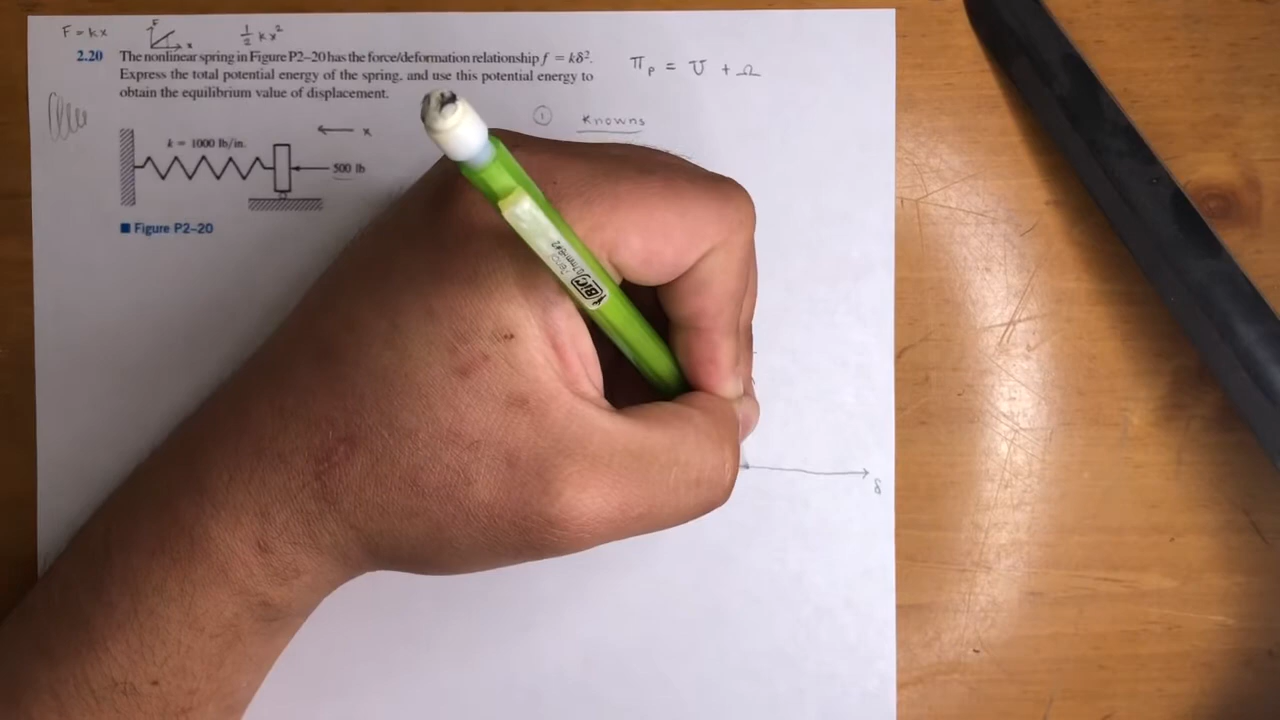 F = kx
F
x
½ kx²
2.20 The nonlinear spring in Figure P2–20 has the force/deformation relationship f = kδ².
Express the total potential energy of the spring, and use this potential energy to
obtain the equilibrium value of displacement.
πp = U + Ω
① Knowns
x
k = 1000 lb/in.
500 lb
■ Figure P2–20
BIC
δ